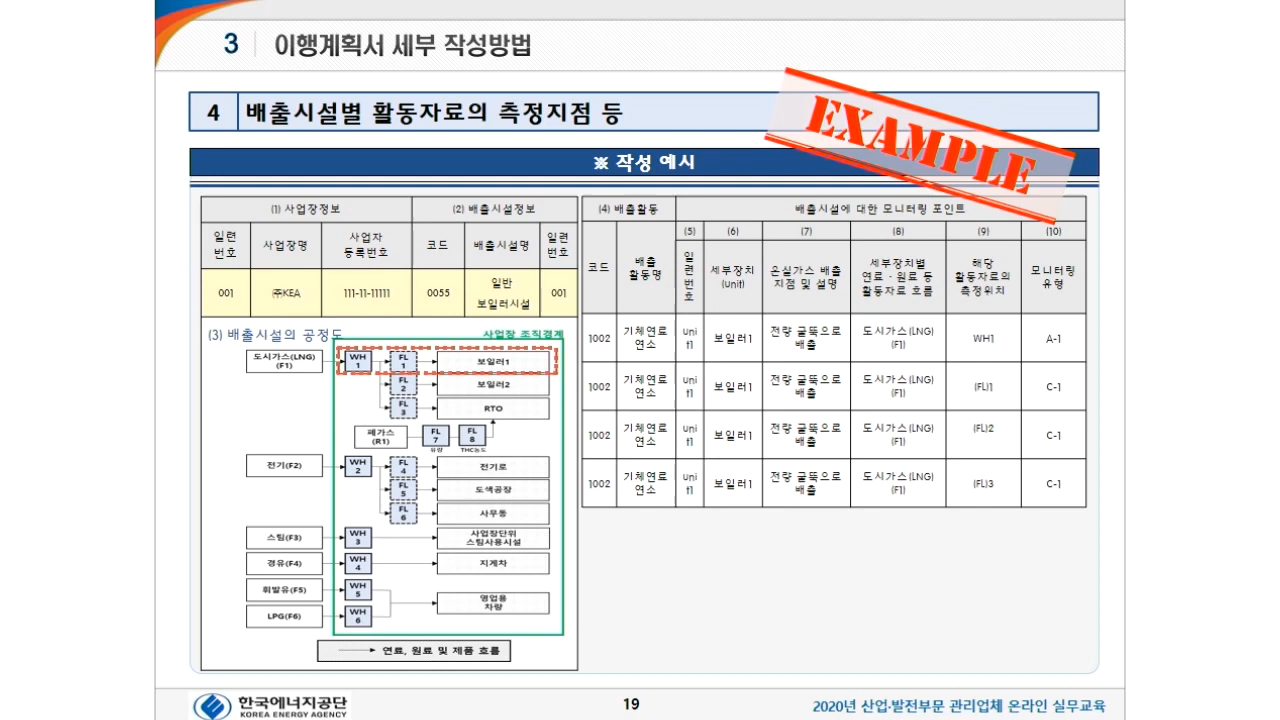 3 이행계획서 세부 작성방법
4 배출시설별 활동자료의 측정지점 등
EXAMPLE
※ 작성 예시
(1) 사업장정보
(2) 배출시설정보
일련
번호
사업장명
사업자
등록번호
코드
배출시설명
일련
번호
001
㈜KEA
111-11-11111
0055
일반
보일러시설
001
(3) 배출시설의 공정도
사업장 조직경계
도시가스(LNG)
(F1)
WH
1
FL
1
보일러1
FL
2
보일러2
FL
3
RTO
폐가스
(R1)
FL
7
유량
FL
8
THC농도
전기(F2)
WH
2
FL
4
전기로
FL
5
도색공장
FL
6
사무동
스팀(F3)
WH
3
사업장단위
스팀사용시설
경유(F4)
WH
4
지게차
휘발유(F5)
WH
5
영업용
차량
LPG(F6)
WH
6
연료, 원료 및 제품 흐름
(4) 배출활동
배출시설에 대한 모니터링 포인트
코드
배출
활동명
(5)
일
련
번
호
(6)
세부장치
(Unit)
(7)
온실가스 배출
지점 및 설명
(8)
세부장치별
연료 · 원료 등
활동자료 흐름
(9)
해당
활동자료의
측정위치
(10)
모니터링
유형
1002
기체연료
연소
Uni
t1
보일러1
전량 굴뚝으로
배출
도시가스(LNG)
(F1)
WH1
A-1
1002
기체연료
연소
Uni
t1
보일러1
전량 굴뚝으로
배출
도시가스(LNG)
(F1)
(FL)1
C-1
1002
기체연료
연소
Uni
t1
보일러1
전량 굴뚝으로
배출
도시가스(LNG)
(F1)
(FL)2
C-1
1002
기체연료
연소
Uni
t1
보일러1
전량 굴뚝으로
배출
도시가스(LNG)
(F1)
(FL)3
C-1
한국에너지공단
KOREA ENERGY AGENCY
19
2020년 산업·발전부문 관리업체 온라인 실무교육